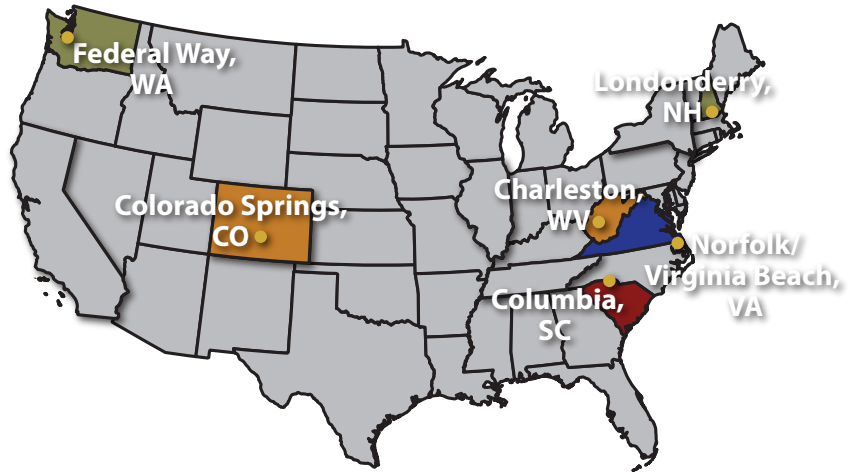 Federal Way,
WA
Londonderry,
NH
Colorado Springs,
CO
Charleston,
WV
Norfolk/
Virginia Beach,
VA
Columbia,
SC